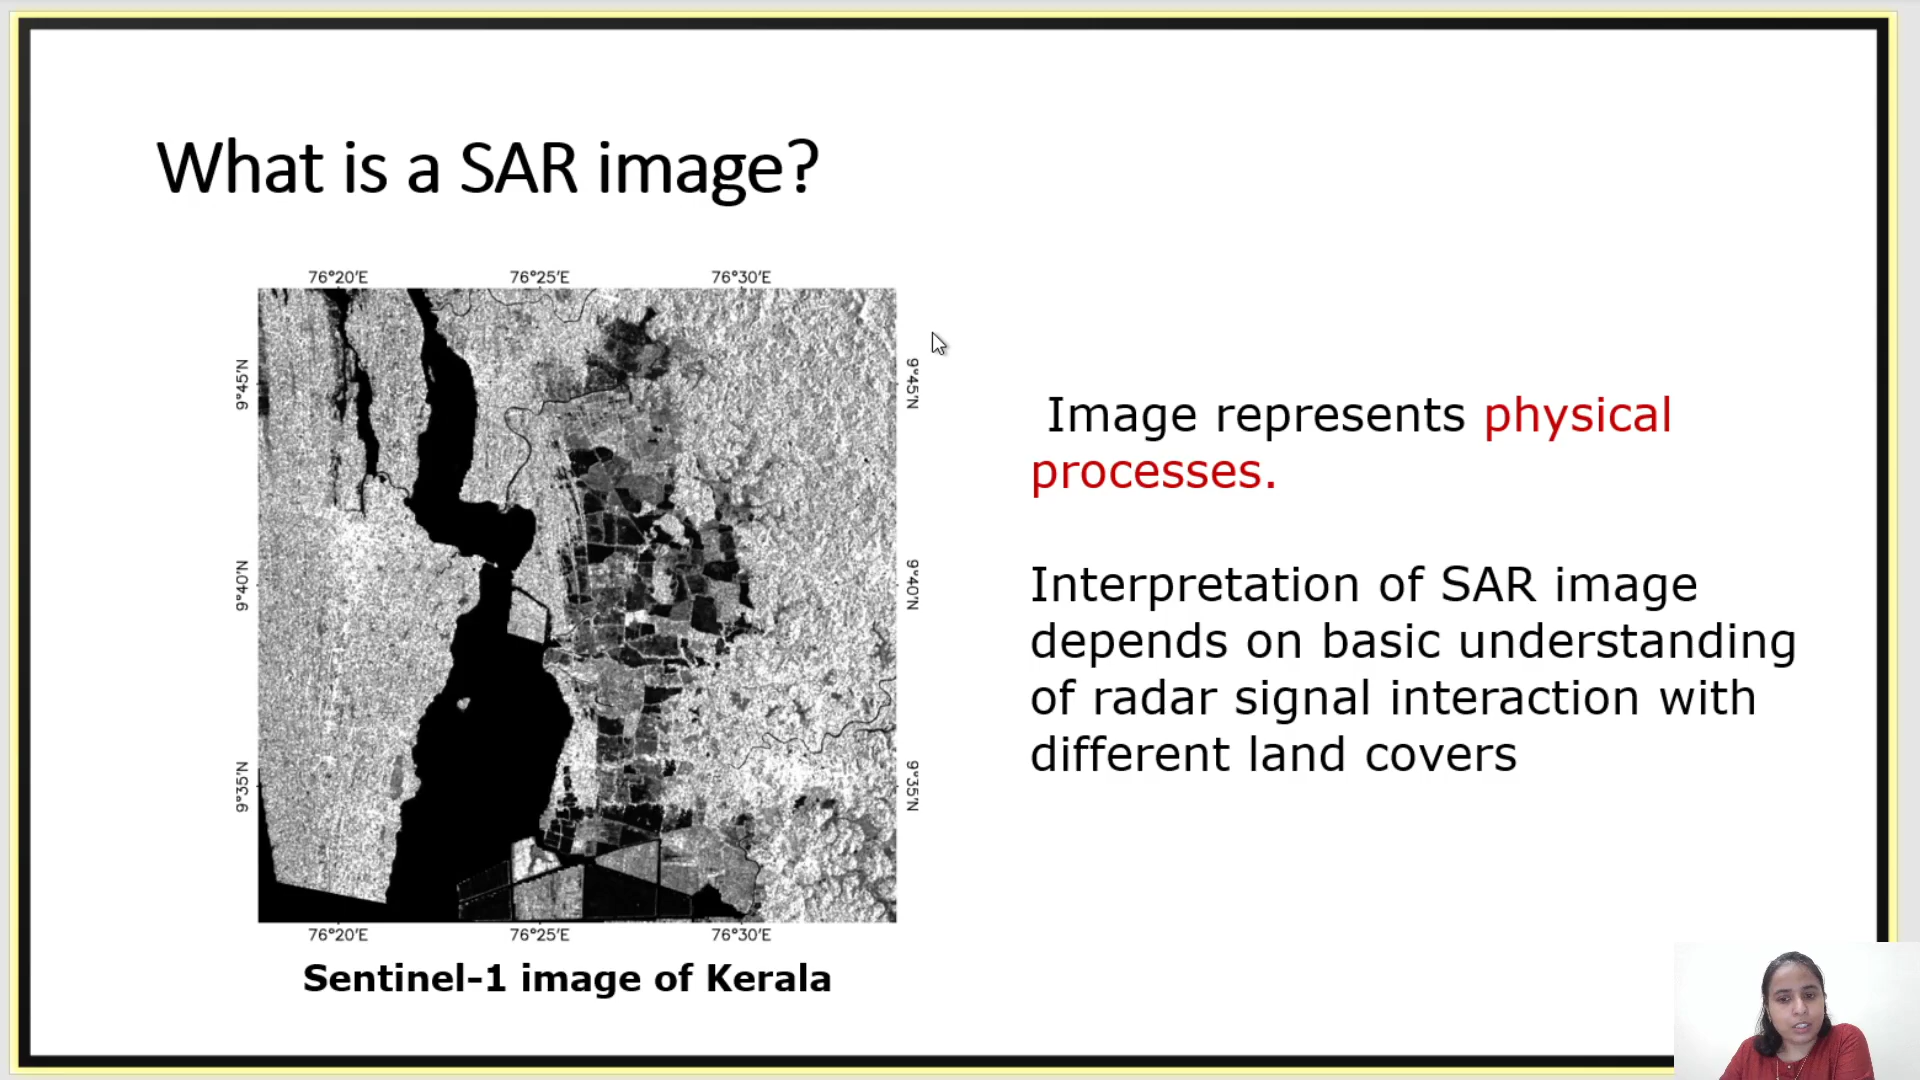 What is a SAR image?
76°20'E 76°25'E 76°30'E
9°45'N 9°45'N
9°40'N 9°40'N
9°35'N 9°35'N
76°20'E 76°25'E 76°30'E
Sentinel-1 image of Kerala
Image represents physical
processes.
Interpretation of SAR image
depends on basic understanding
of radar signal interaction with
different land covers